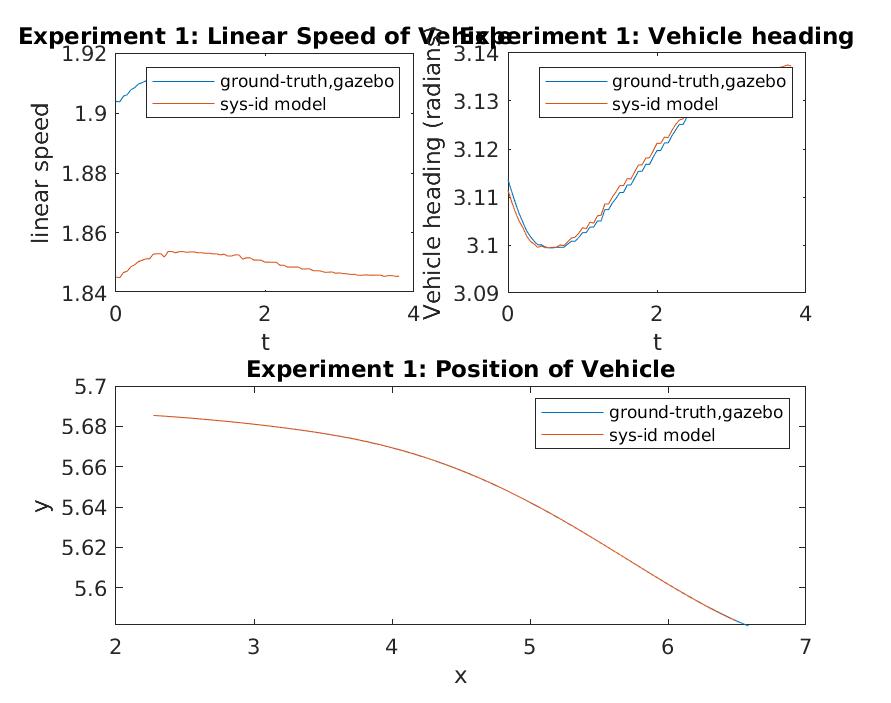 Experiment 1: Linear Speed of Vehicle
1.92
1.9
1.88
1.86
1.84
linear speed
ground-truth,gazebo
sys-id model
0
2
4
t
Experiment 1: Vehicle heading
3.14
3.13
3.12
3.11
3.1
3.09
Vehicle heading (radians)
ground-truth,gazebo
sys-id model
0
2
4
t
Experiment 1: Position of Vehicle
5.7
5.68
5.66
5.64
5.62
5.6
y
ground-truth,gazebo
sys-id model
2
3
4
5
6
7
x